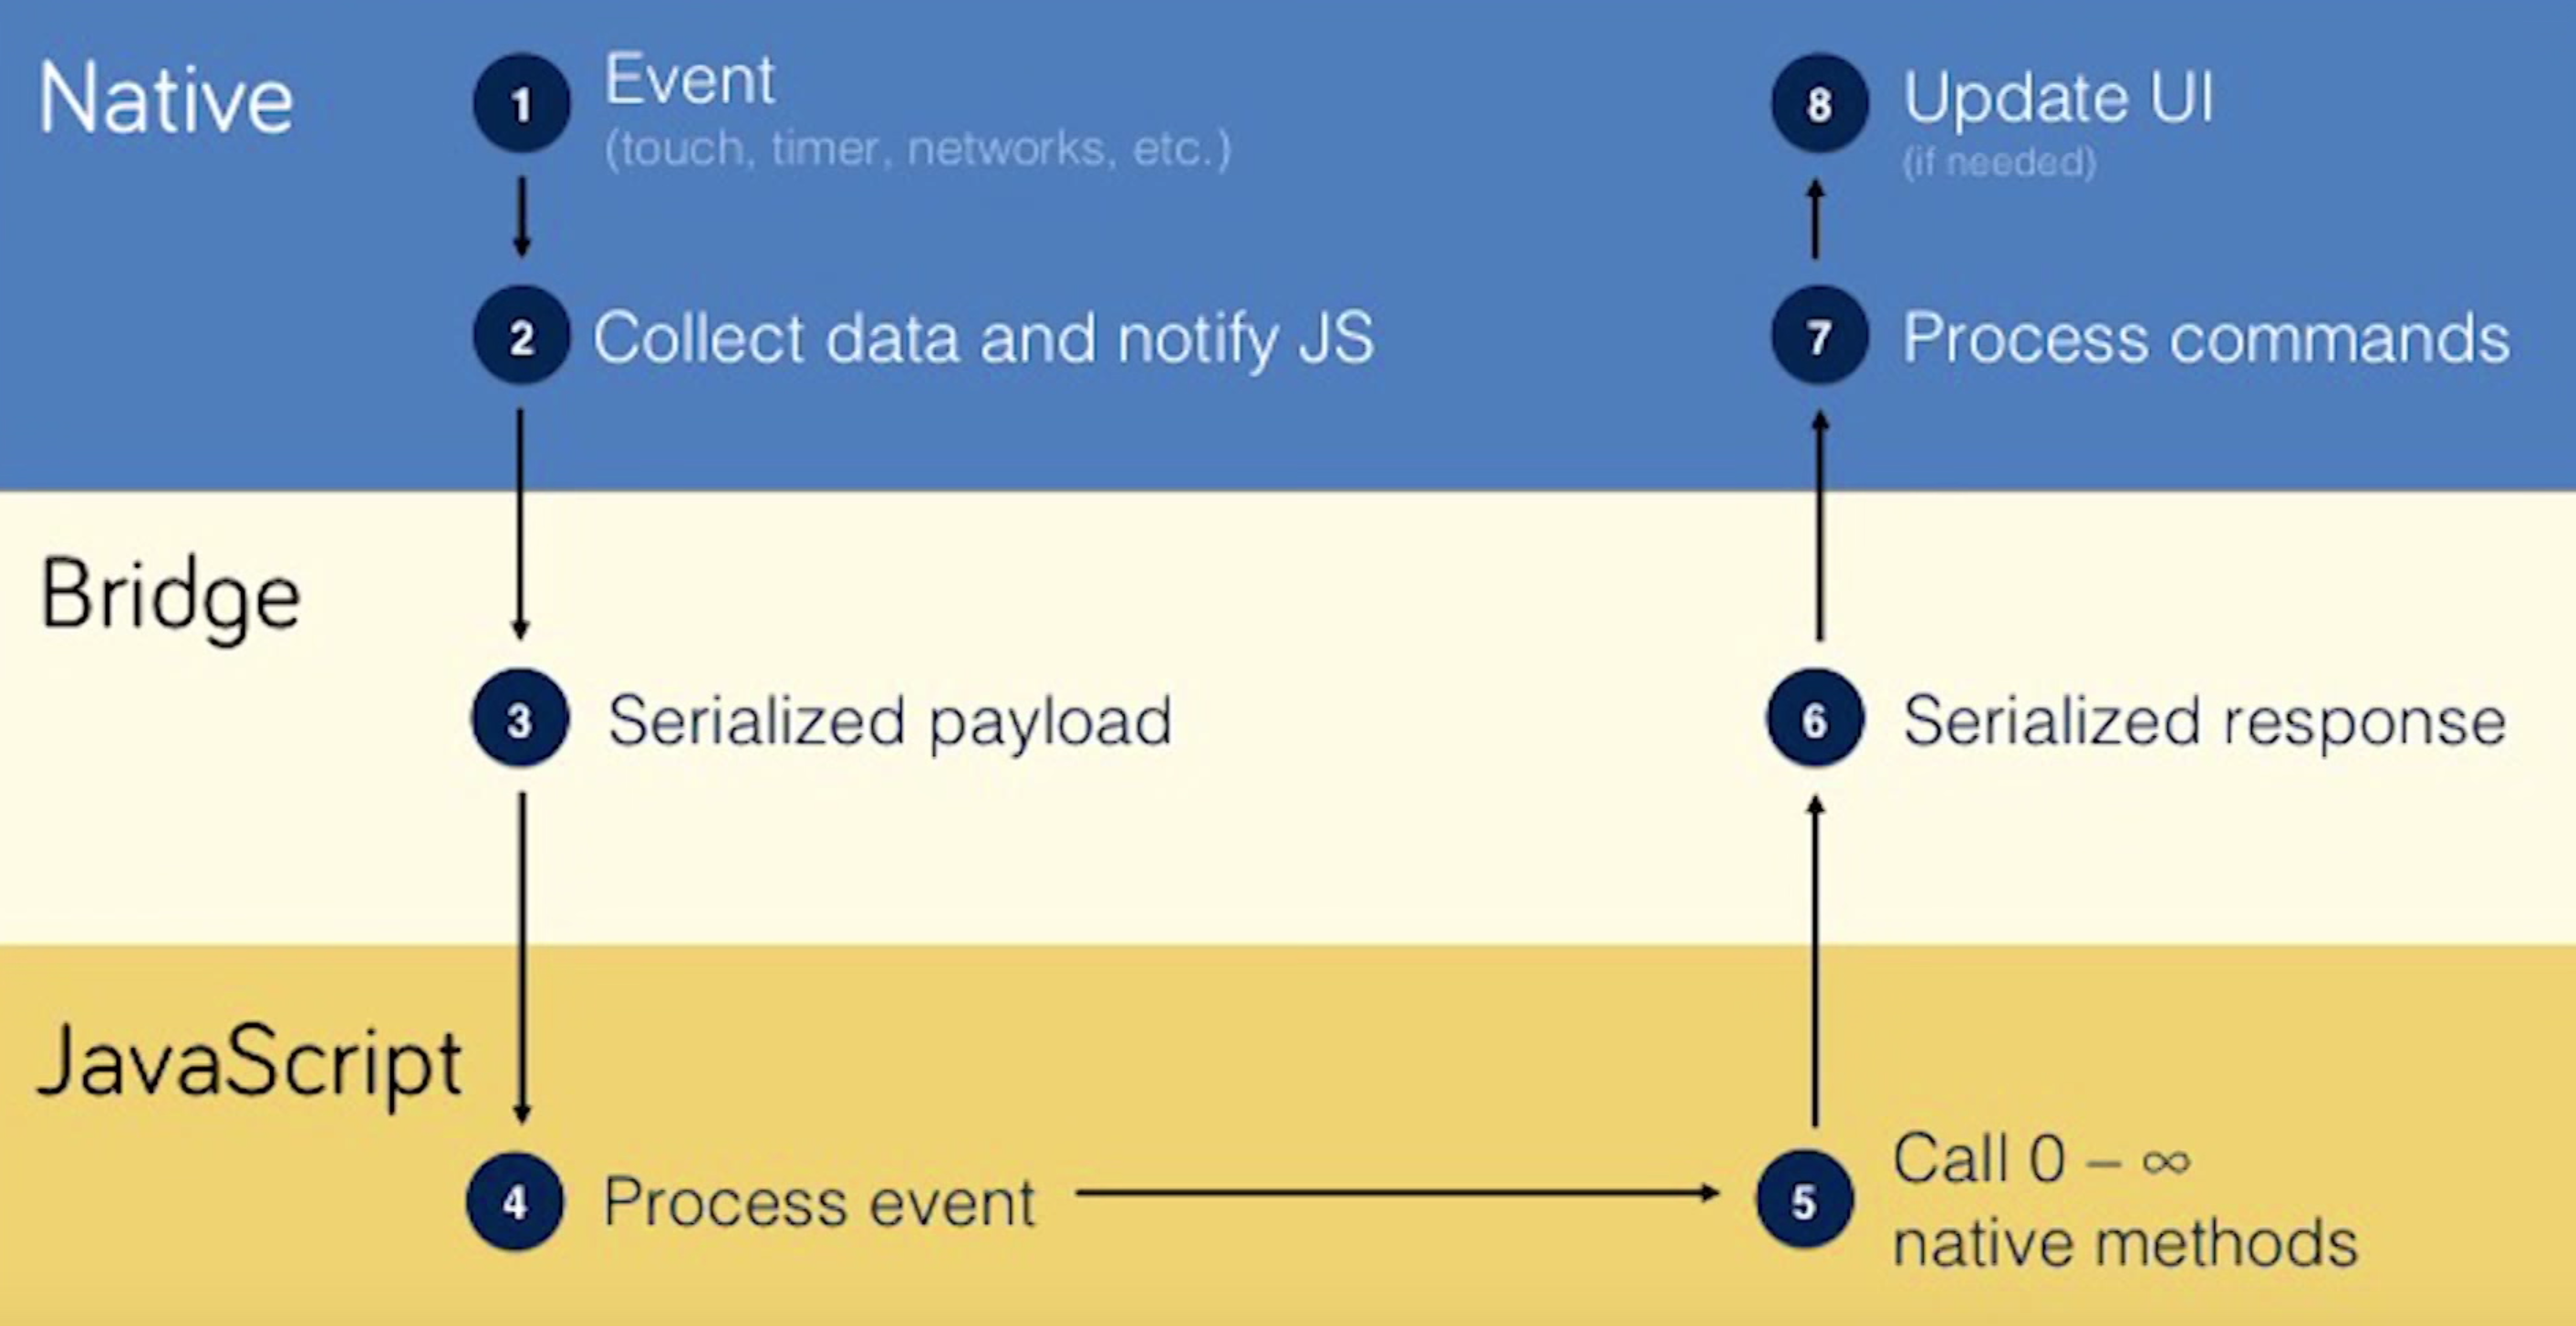 Native
1
Event
(touch, timer, networks, etc.)
2
Collect data and notify JS
8
Update UI
(if needed)
7
Process commands
Bridge
3
Serialized payload
6
Serialized response
JavaScript
4
Process event
5
Call 0 – ∞
native methods